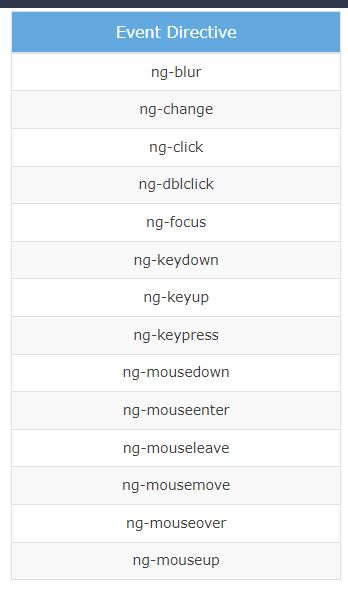 Event Directive
ng-blur
ng-change
ng-click
ng-dblclick
ng-focus
ng-keydown
ng-keyup
ng-keypress
ng-mousedown
ng-mouseenter
ng-mouseleave
ng-mousemove
ng-mouseover
ng-mouseup